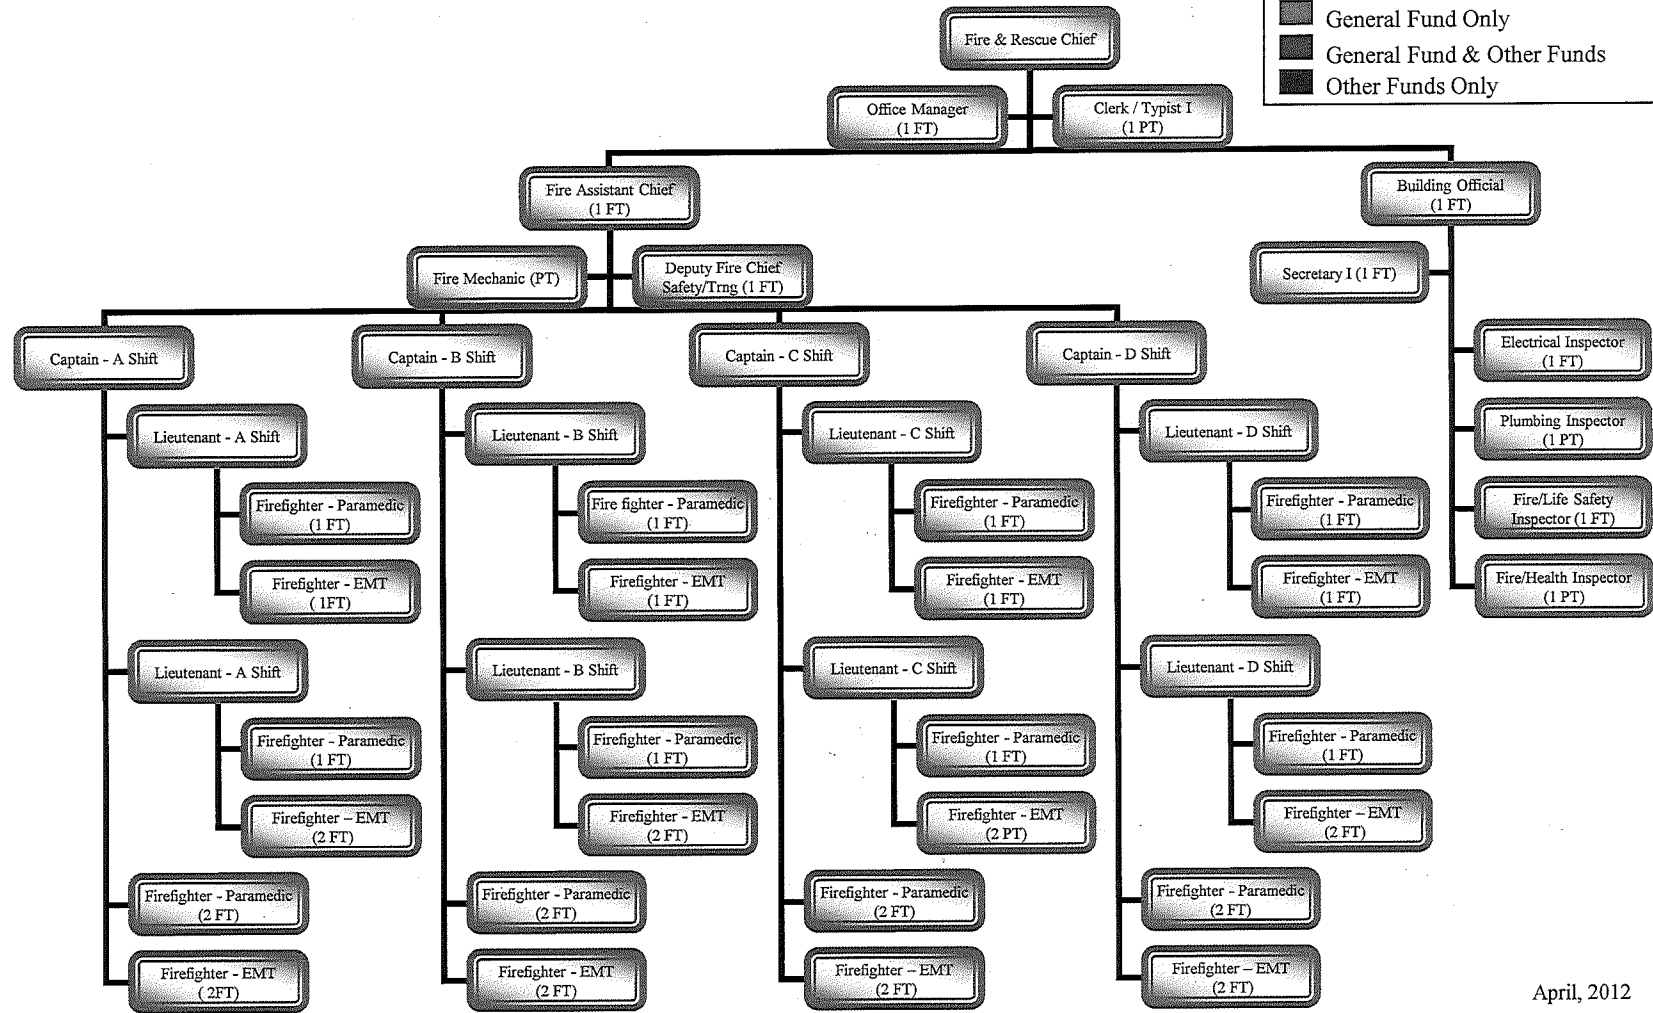 General Fund Only
General Fund & Other Funds
Other Funds Only
Fire & Rescue Chief
Office Manager
(1 FT)
Clerk / Typist I
(1 PT)
Fire Assistant Chief
(1 FT)
Building Official
(1 FT)
Fire Mechanic (PT)
Deputy Fire Chief
Safety/Trng (1 FT)
Secretary I (1 FT)
Captain - A Shift
Lieutenant - A Shift
Firefighter - Paramedic
(1 FT)
Firefighter - EMT
( 1FT)
Lieutenant - A Shift
Firefighter - Paramedic
(1 FT)
Firefighter – EMT
(2 FT)
Firefighter - Paramedic
(2 FT)
Firefighter - EMT
( 2FT)
Captain - B Shift
Lieutenant - B Shift
Fire fighter - Paramedic
(1 FT)
Firefighter - EMT
(1 FT)
Lieutenant - B Shift
Firefighter - Paramedic
(1 FT)
Firefighter - EMT
(2 FT)
Firefighter - Paramedic
(2 FT)
Firefighter - EMT
(2 FT)
Captain - C Shift
Lieutenant - C Shift
Firefighter - Paramedic
(1 FT)
Firefighter - EMT
(1 FT)
Lieutenant - C Shift
Firefighter - Paramedic
(1 FT)
Firefighter - EMT
(2 PT)
Firefighter - Paramedic
(2 FT)
Firefighter – EMT
(2 FT)
Captain - D Shift
Lieutenant - D Shift
Firefighter - Paramedic
(1 FT)
Firefighter - EMT
(1 FT)
Lieutenant - D Shift
Firefighter - Paramedic
(1 FT)
Firefighter – EMT
(2 FT)
Firefighter - Paramedic
(2 FT)
Firefighter – EMT
(2 FT)
Electrical Inspector
(1 FT)
Plumbing Inspector
(1 PT)
Fire/Life Safety
Inspector (1 FT)
Fire/Health Inspector
(1 PT)
April, 2012